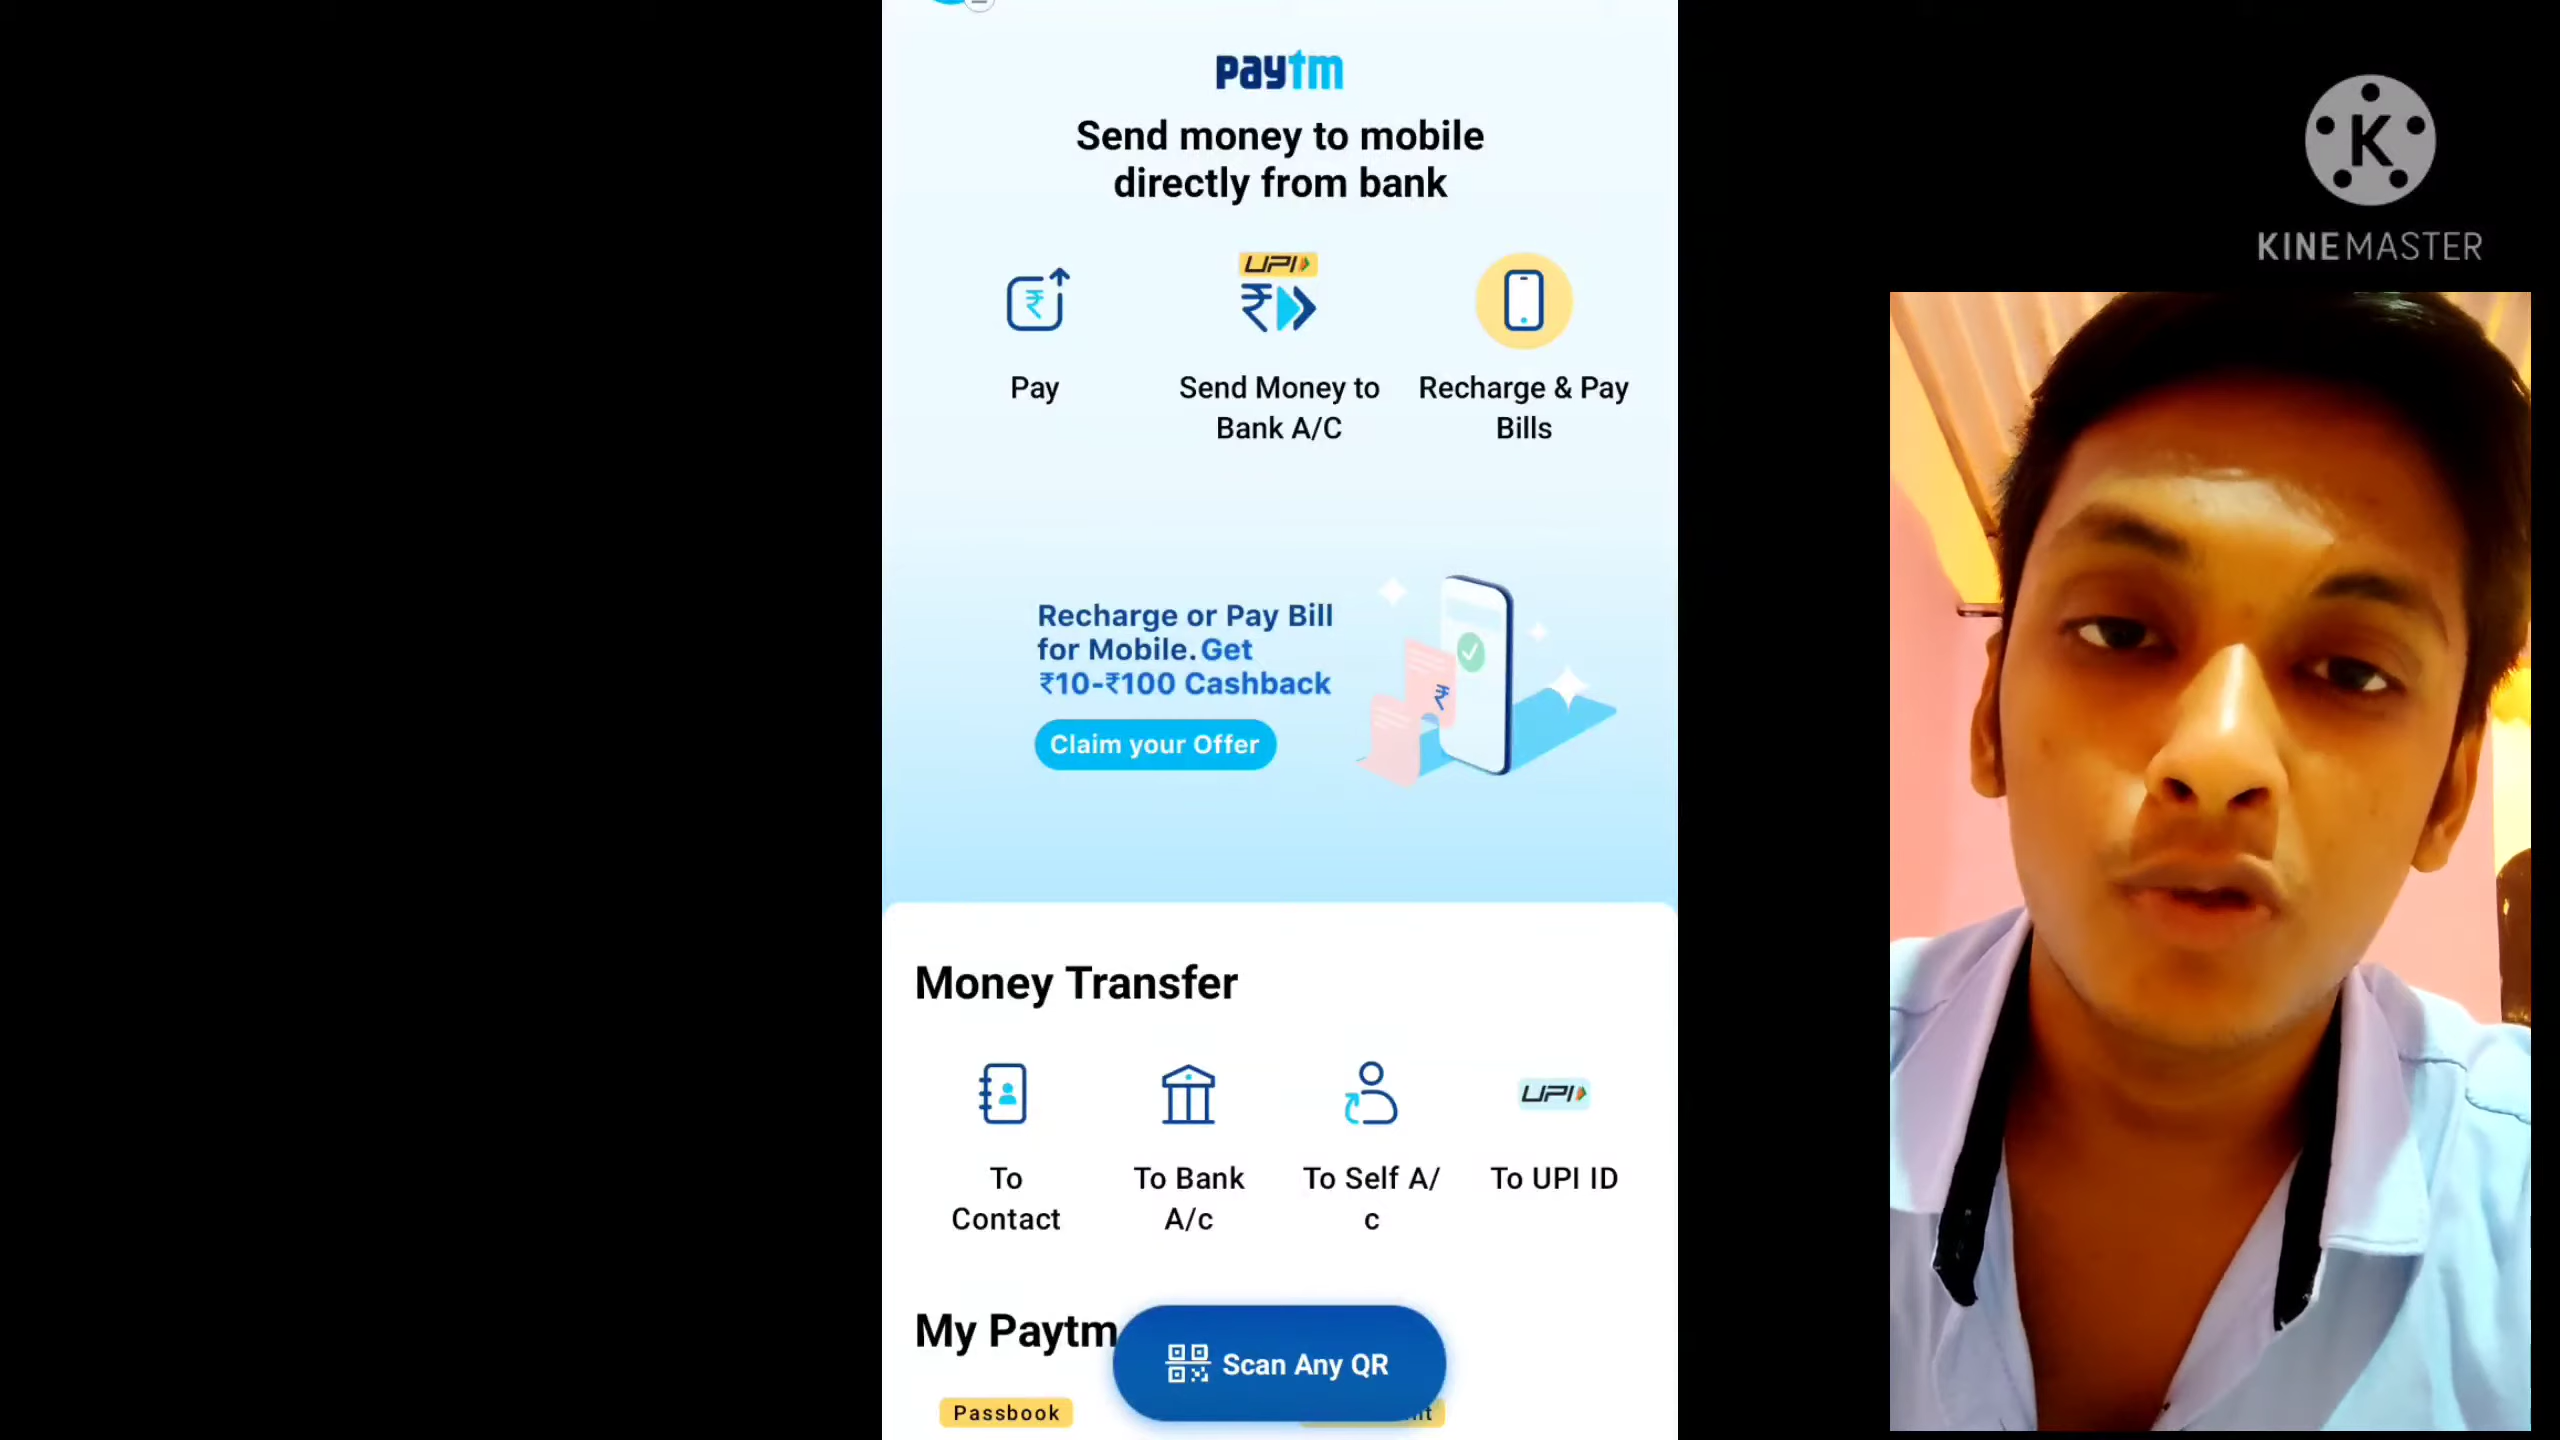 paytm
Send money to mobile
directly from bank
UPI
Pay
Send Money to
Bank A/C
Recharge & Pay
Bills
Recharge or Pay Bill
for Mobile. Get
₹10-₹100 Cashback
Claim your Offer
Money Transfer
To
Contact
To Bank
A/c
To Self A/
c
UPI
To UPI ID
My Paytm
Scan Any QR
Passbook
K
KINEMASTER